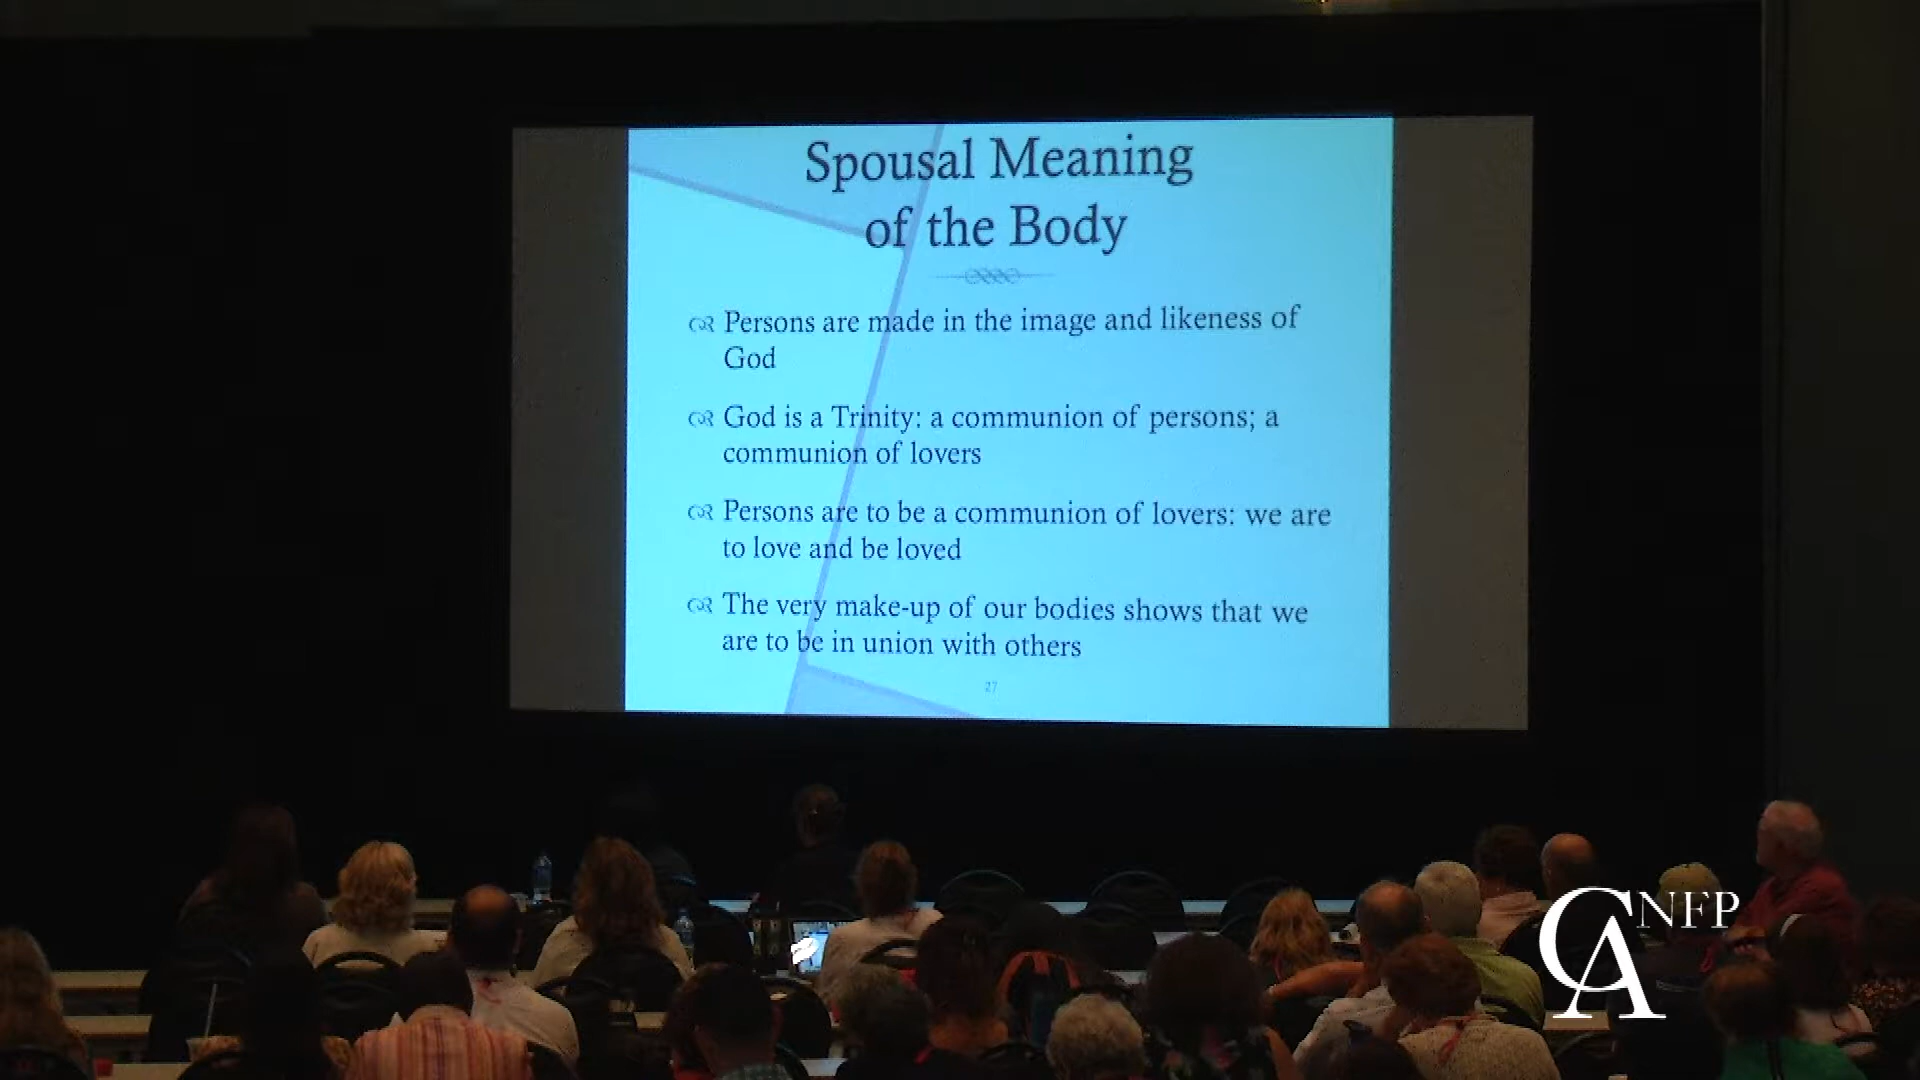 Spousal Meaning
of the Body
Persons are made in the image and likeness of
God
God is a Trinity: a communion of persons; a
communion of lovers
Persons are to be a communion of lovers: we are
to love and be loved
The very make-up of our bodies shows that we
are to be in union with others
27
CANFP